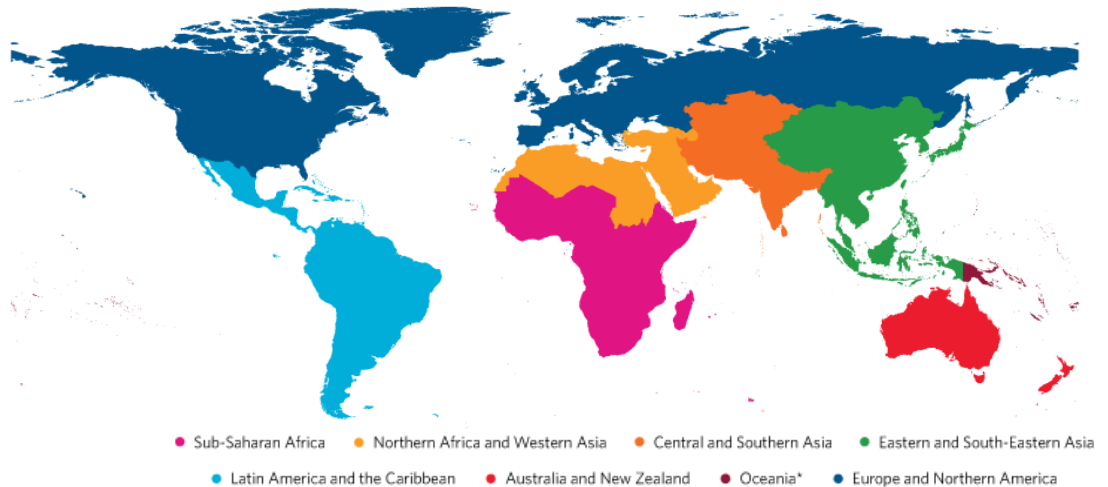 Sub-Saharan Africa Northern Africa and Western Asia Central and Southern Asia Eastern and South-Eastern Asia
Latin America and the Caribbean Australia and New Zealand Oceania* Europe and Northern America